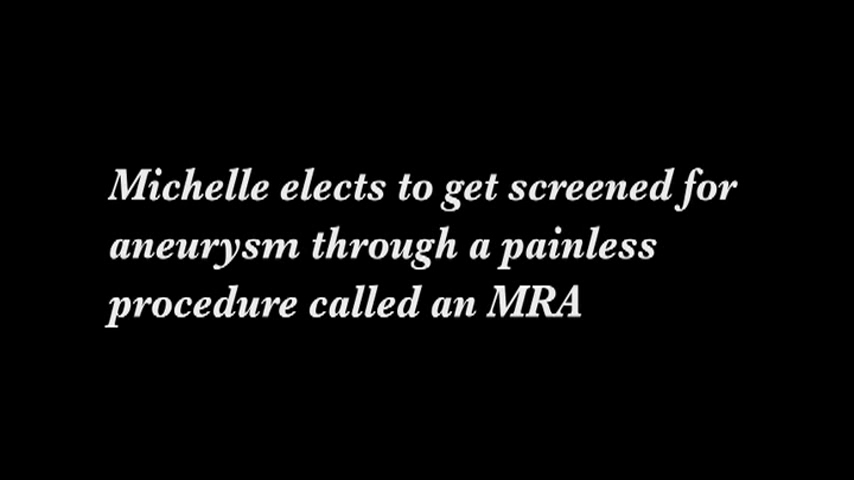 Michelle elects to get screened for
aneurysm through a painless
procedure called an MRA